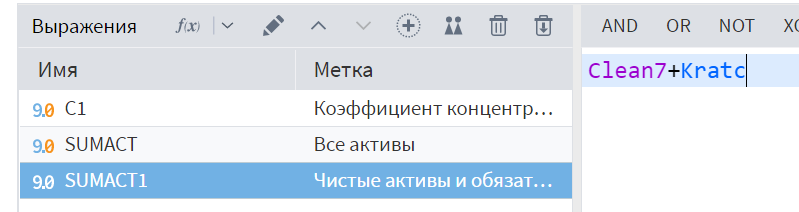 Выражения f(x) AND OR NOT
Имя Метка
Clean7+Kratc
9.0 C1 Коэффициент концентр...
9.0 SUMACT Все активы
9.0 SUMACT1 Чистые активы и обязат...